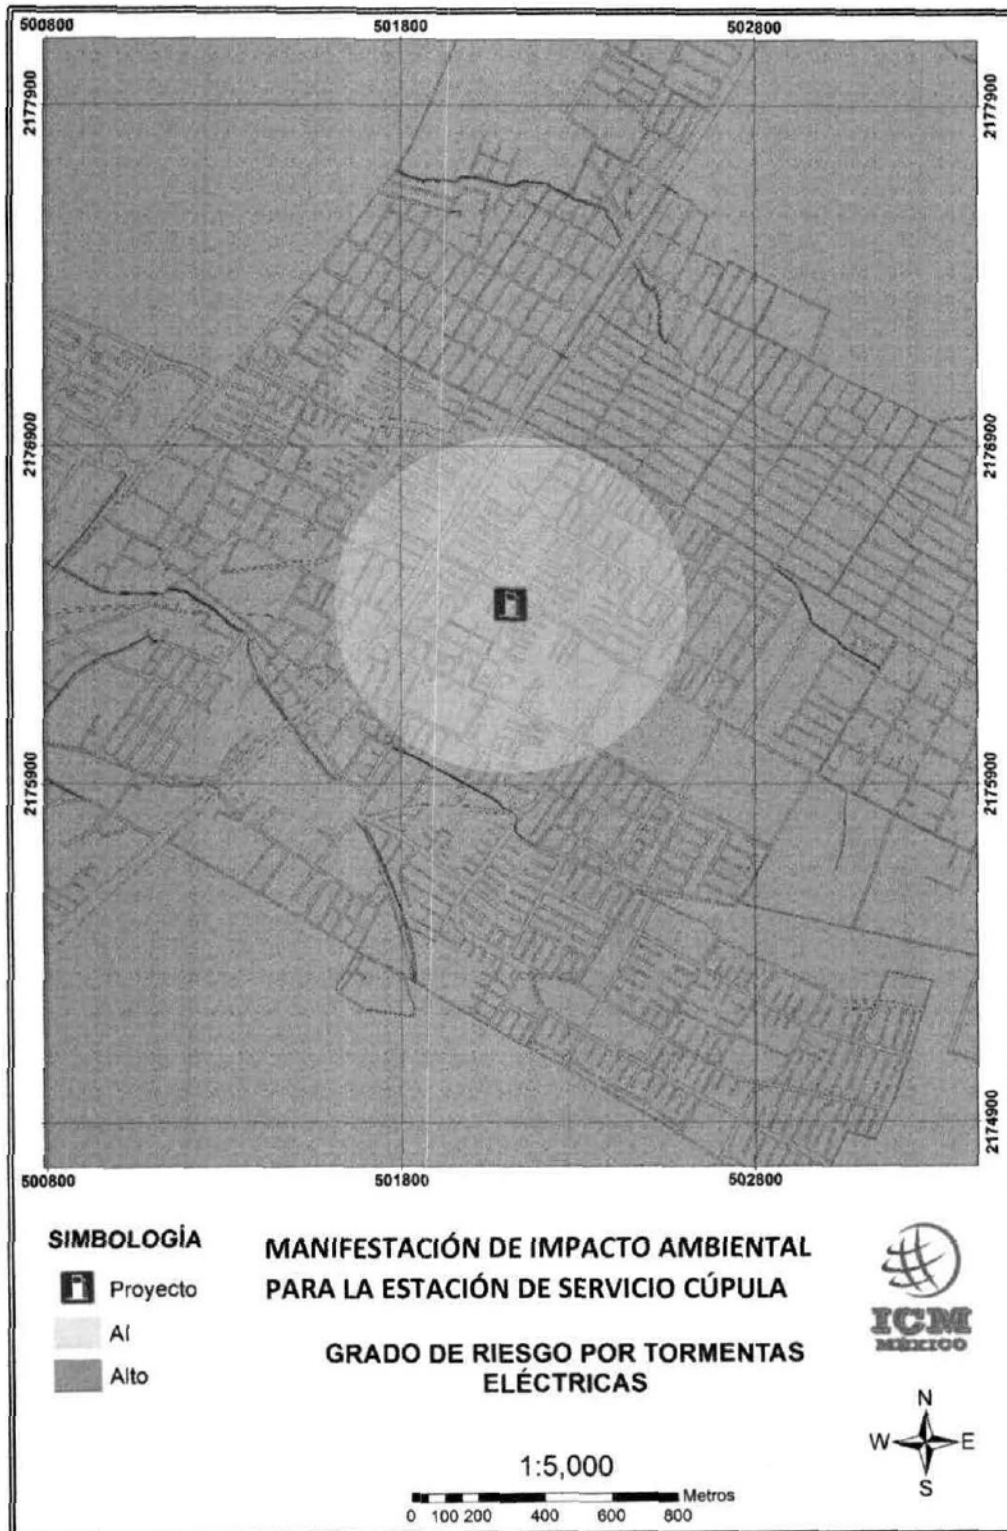 500800 501800 502800
2177900 2177900
2176900 2176900
2175900 2175900
2174900
500800 501800 502800
SIMBOLOGÍA
Proyecto
AI
Alto
MANIFESTACIÓN DE IMPACTO AMBIENTAL
PARA LA ESTACIÓN DE SERVICIO CÚPULA
GRADO DE RIESGO POR TORMENTAS
ELÉCTRICAS
ICM
MÉXICO
N
W E
S
1:5,000
Metros
0 100 200 400 600 800